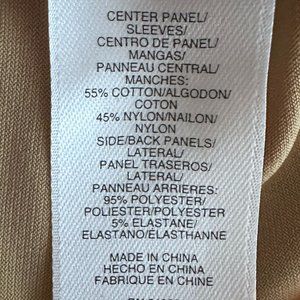 CENTER PANEL/
SLEEVES/
CENTRO DE PANEL/
MANGAS/
PANNEAU CENTRAL/
MANCHES:
55% COTTON/ALGODON/
COTON
45% NYLON/NAILON/
NYLON
SIDE/BACK PANELS/
LATERAL/
PANEL TRASEROS/
LATERAL/
PANNEAU ARRIERES:
95% POLYESTER/
POLIESTER/POLYESTER
5% ELASTANE/
ELASTANO/ELASTHANNE
MADE IN CHINA
HECHO EN CHINA
FABRIQUE EN CHINE